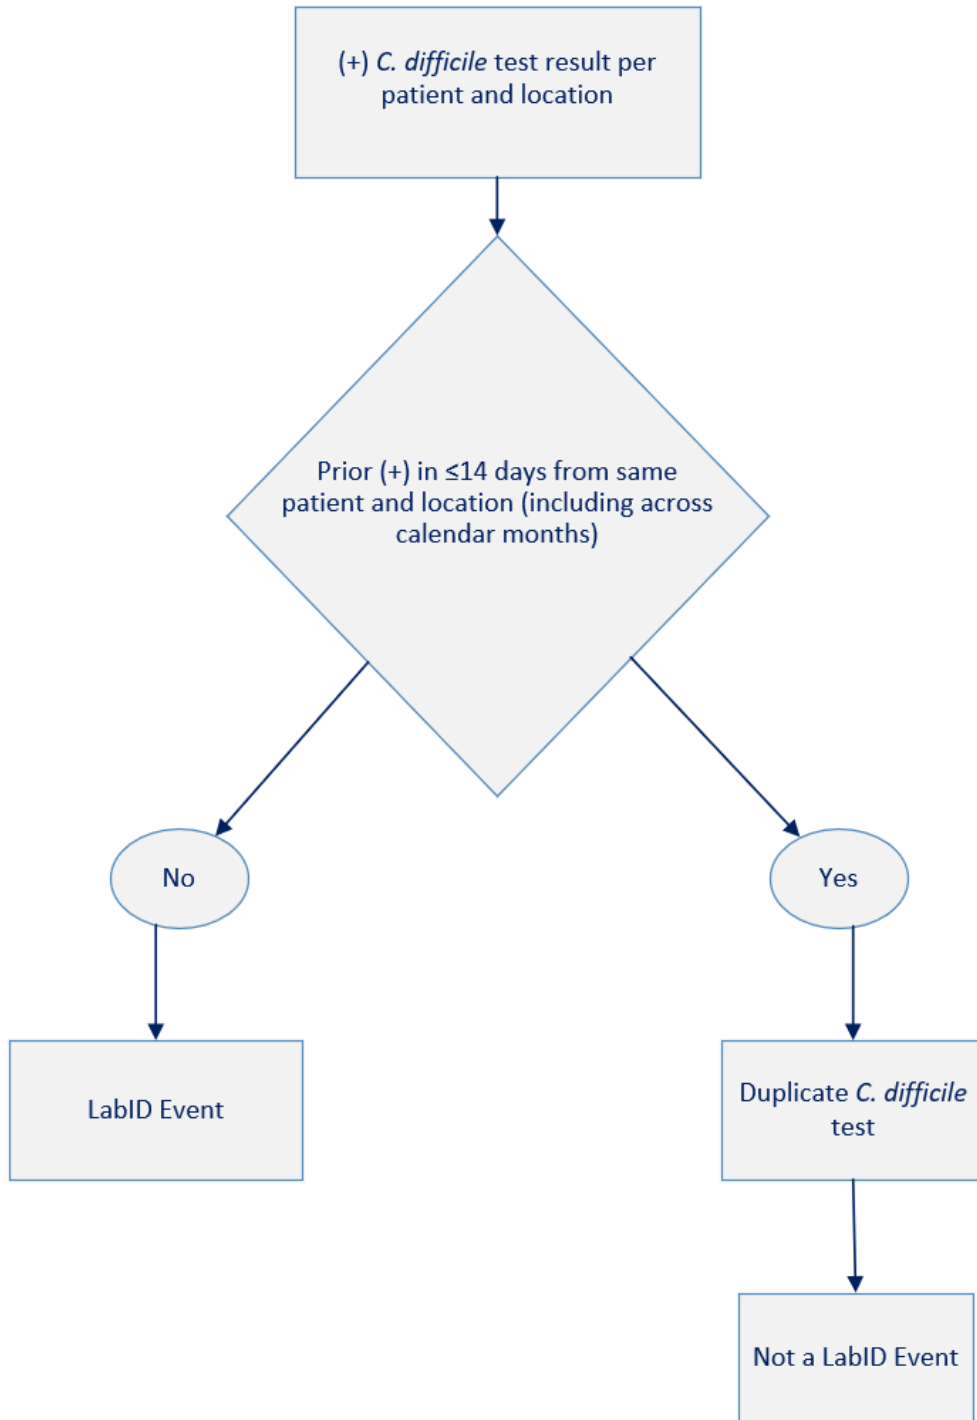 (+) C. difficile test result per
patient and location
Prior (+) in ≤14 days from same
patient and location (including across
calendar months)
No
Yes
LabID Event
Duplicate C. difficile
test
Not a LabID Event